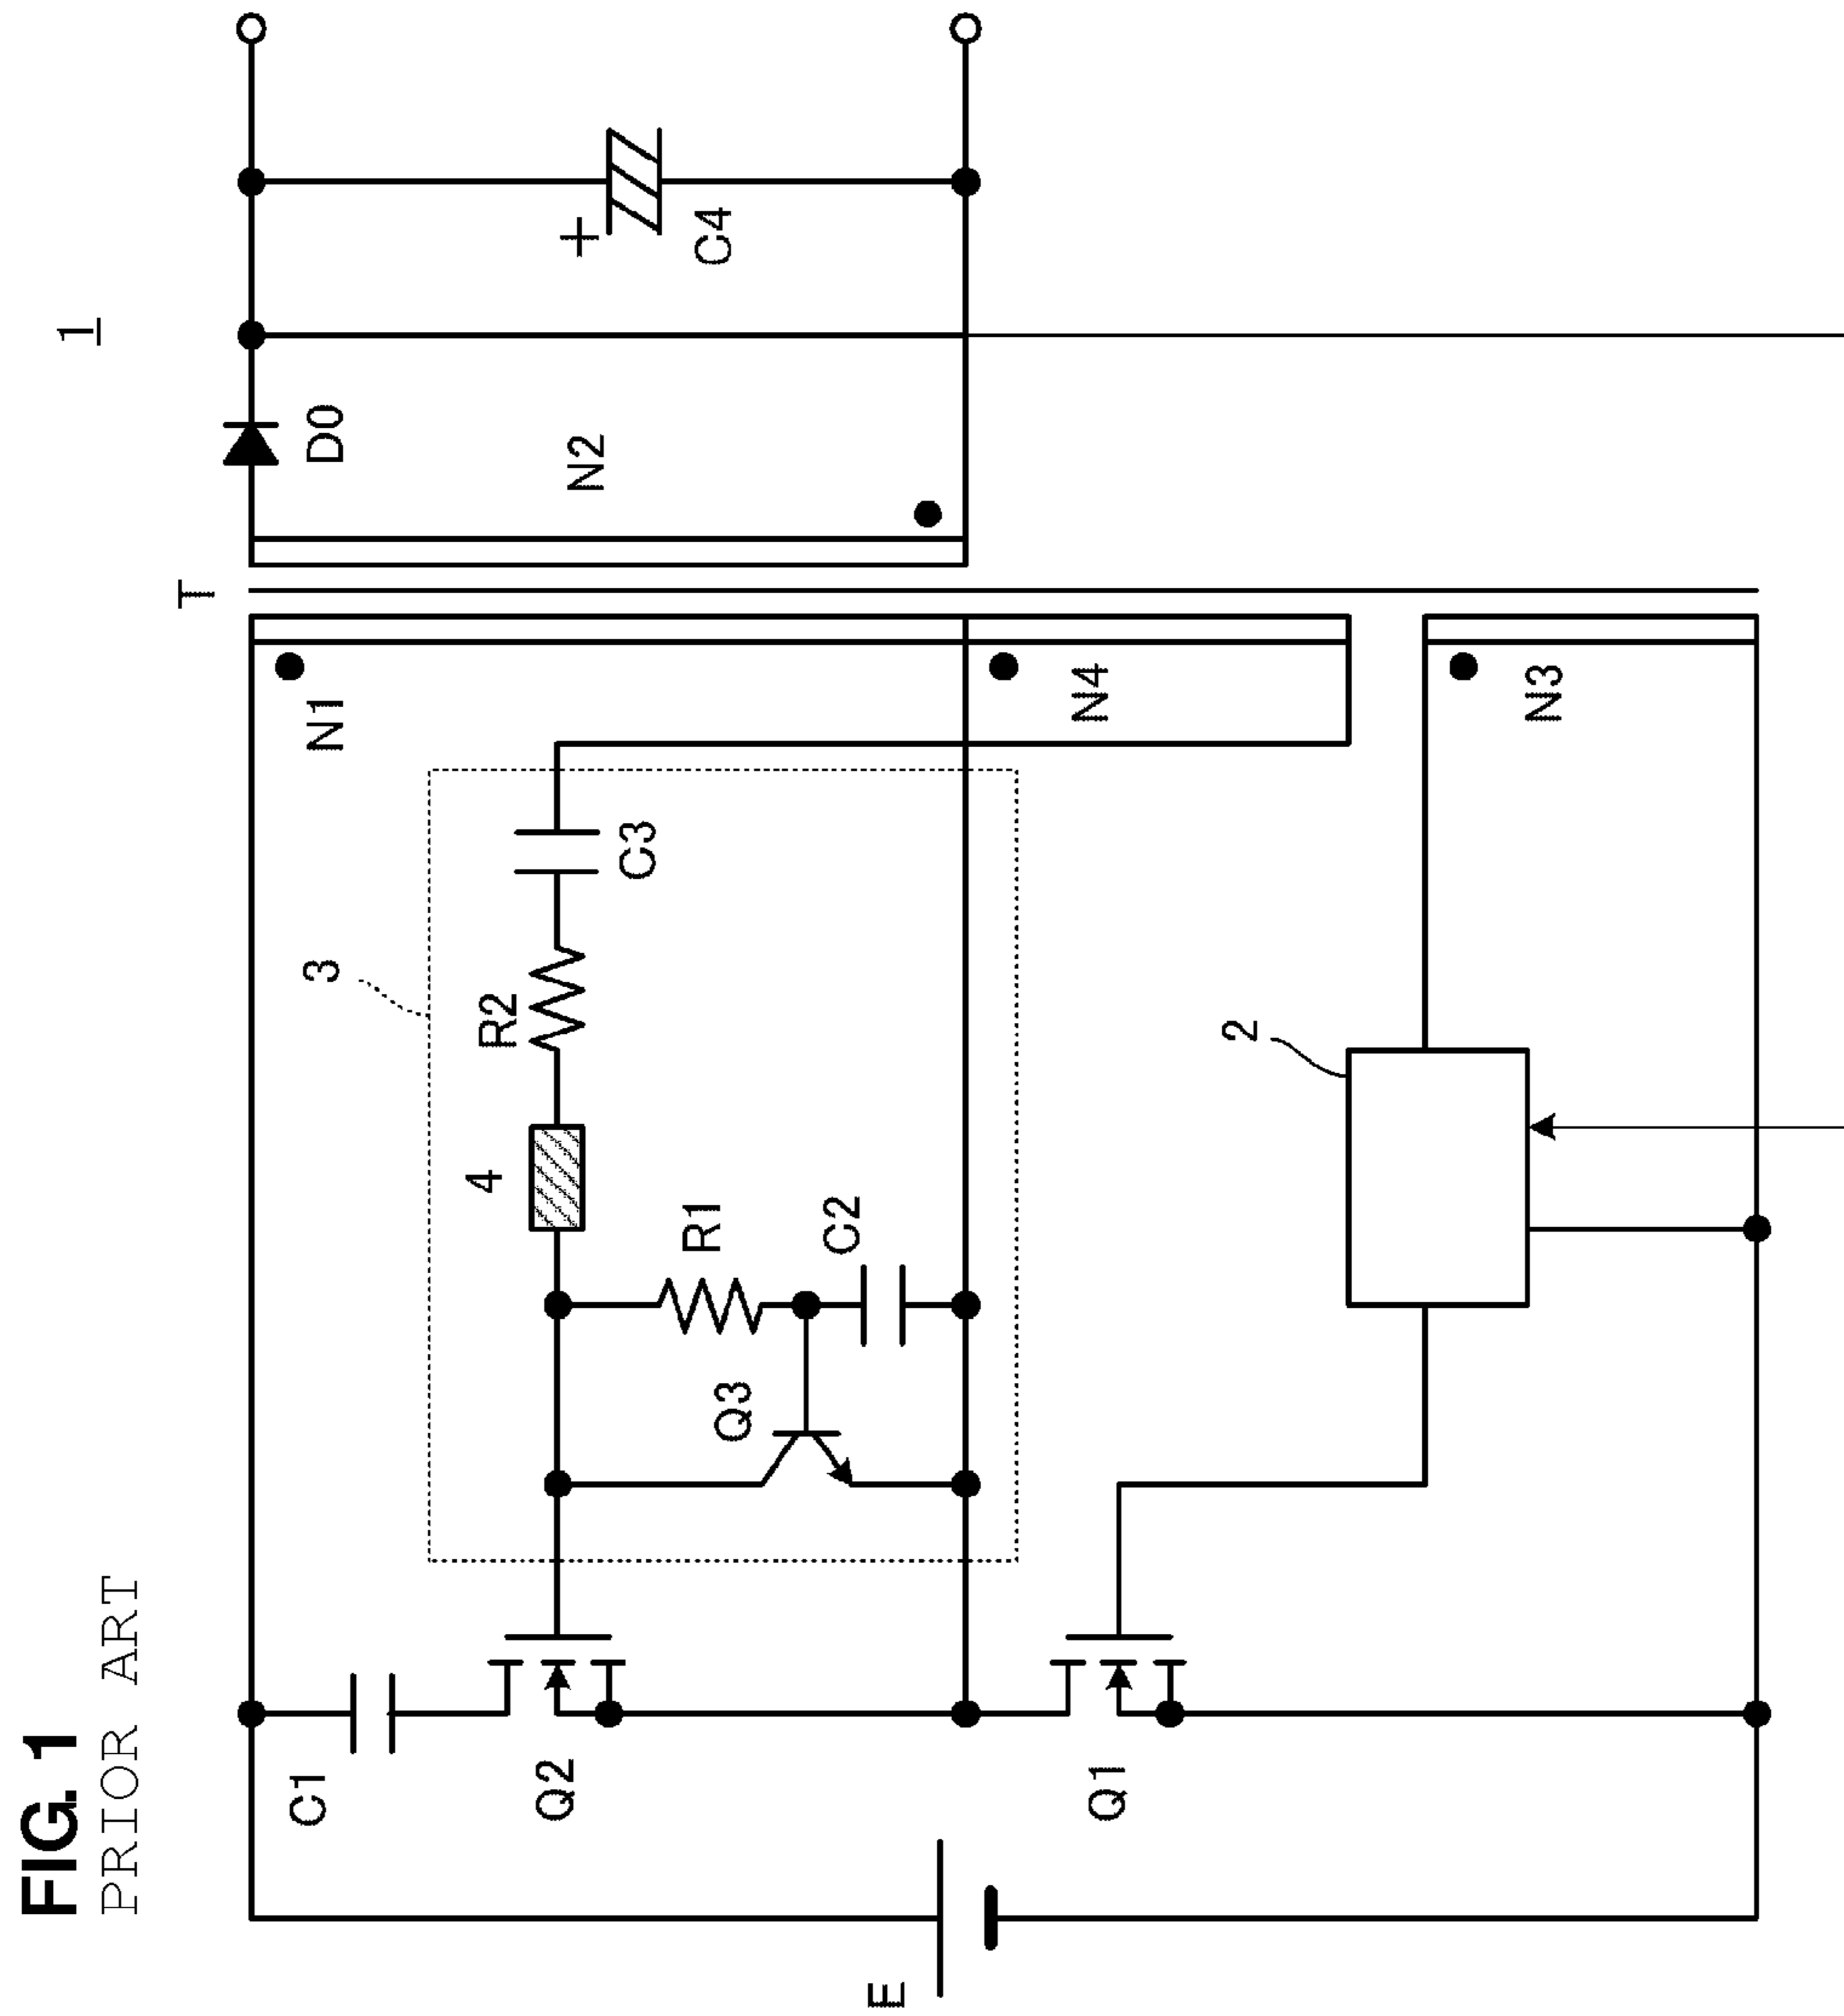 FIG. 1
PRIOR ART
1
T
C1
3
N1
D0
Q2
4
R2
C3
N2
+
Q3
R1
C2
C4
E
Q1
2
N4
N3